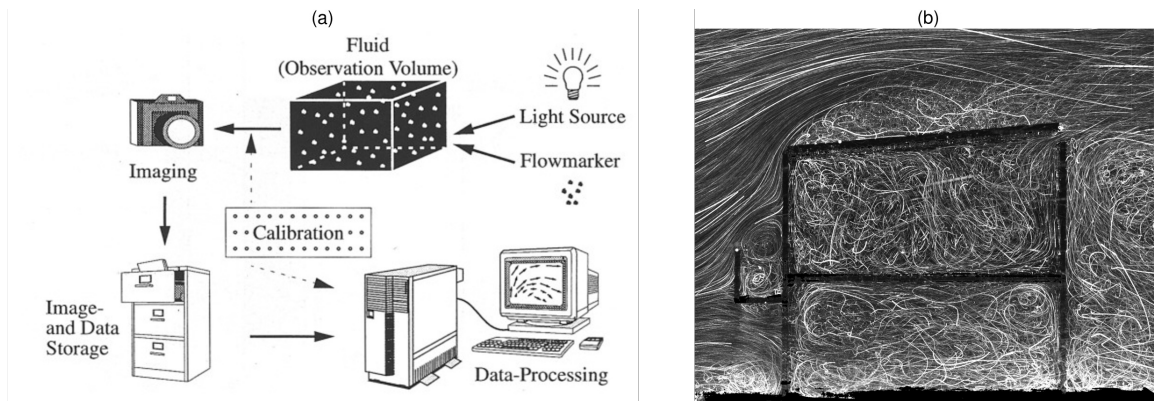 (a)
Fluid
(Observation Volume)
Light Source
Flowmarker
Imaging
Calibration
Image-
and Data
Storage
Data-Processing
(b)